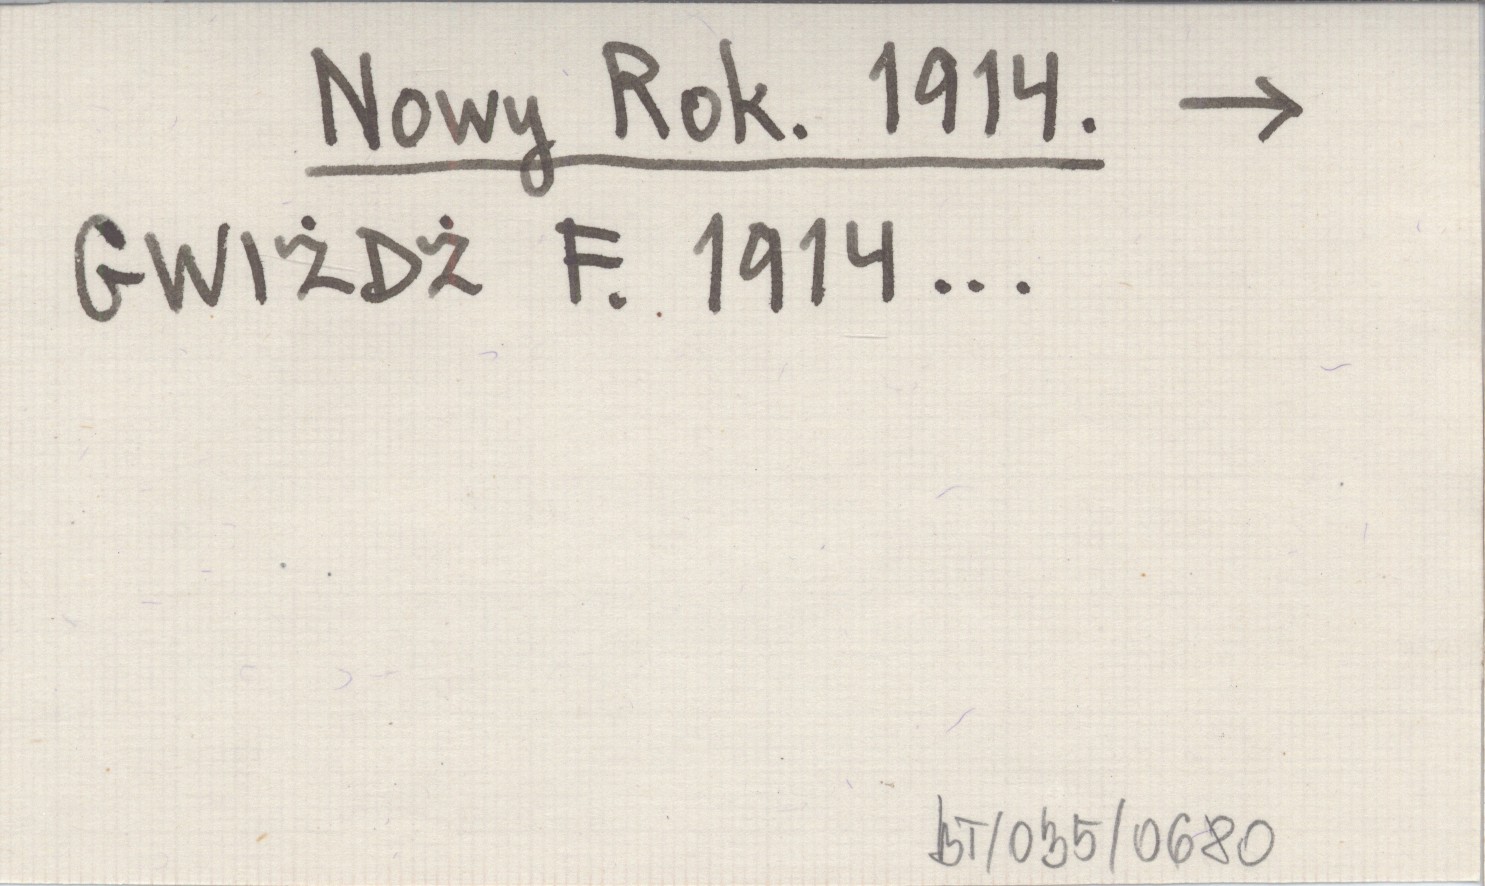 Nowy Rok. 1914. →
GWIŻDŻ F. 1914...
BT/035/0680